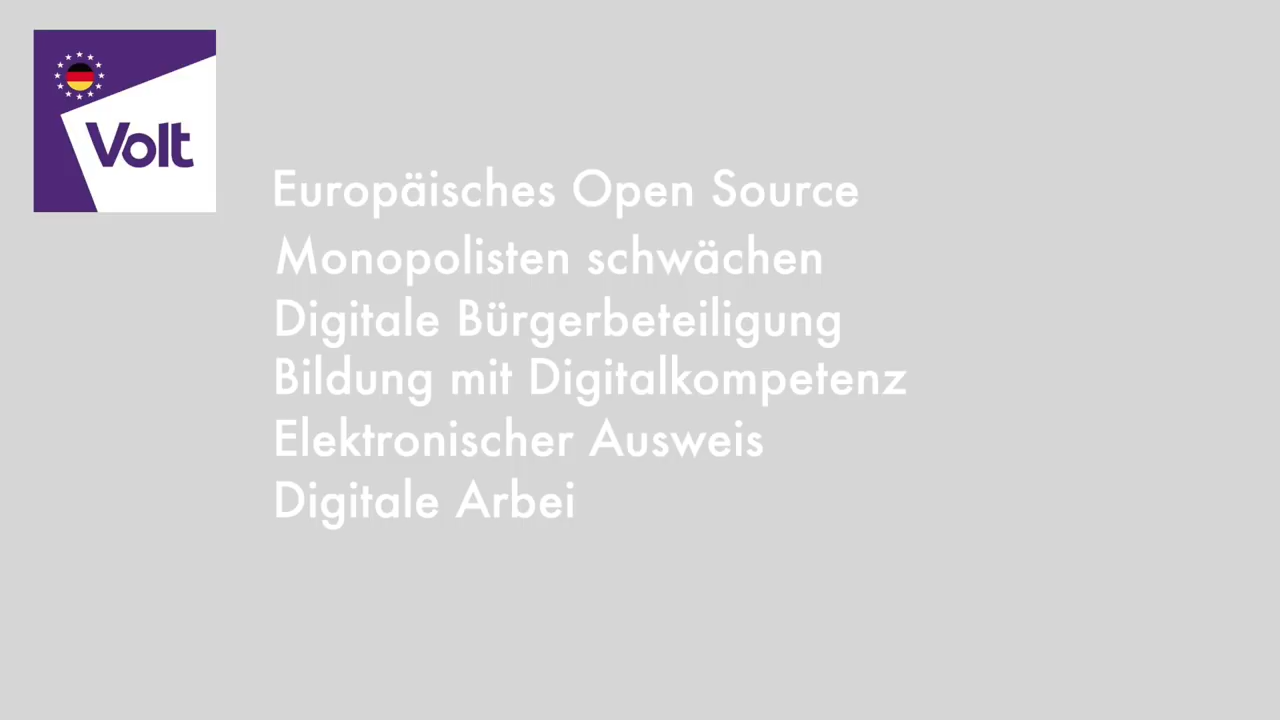 Volt
Europäisches Open Source
Monopolisten schwächen
Digitale Bürgerbeteiligung
Bildung mit Digitalkompetenz
Elektronischer Ausweis
Digitale Arbei